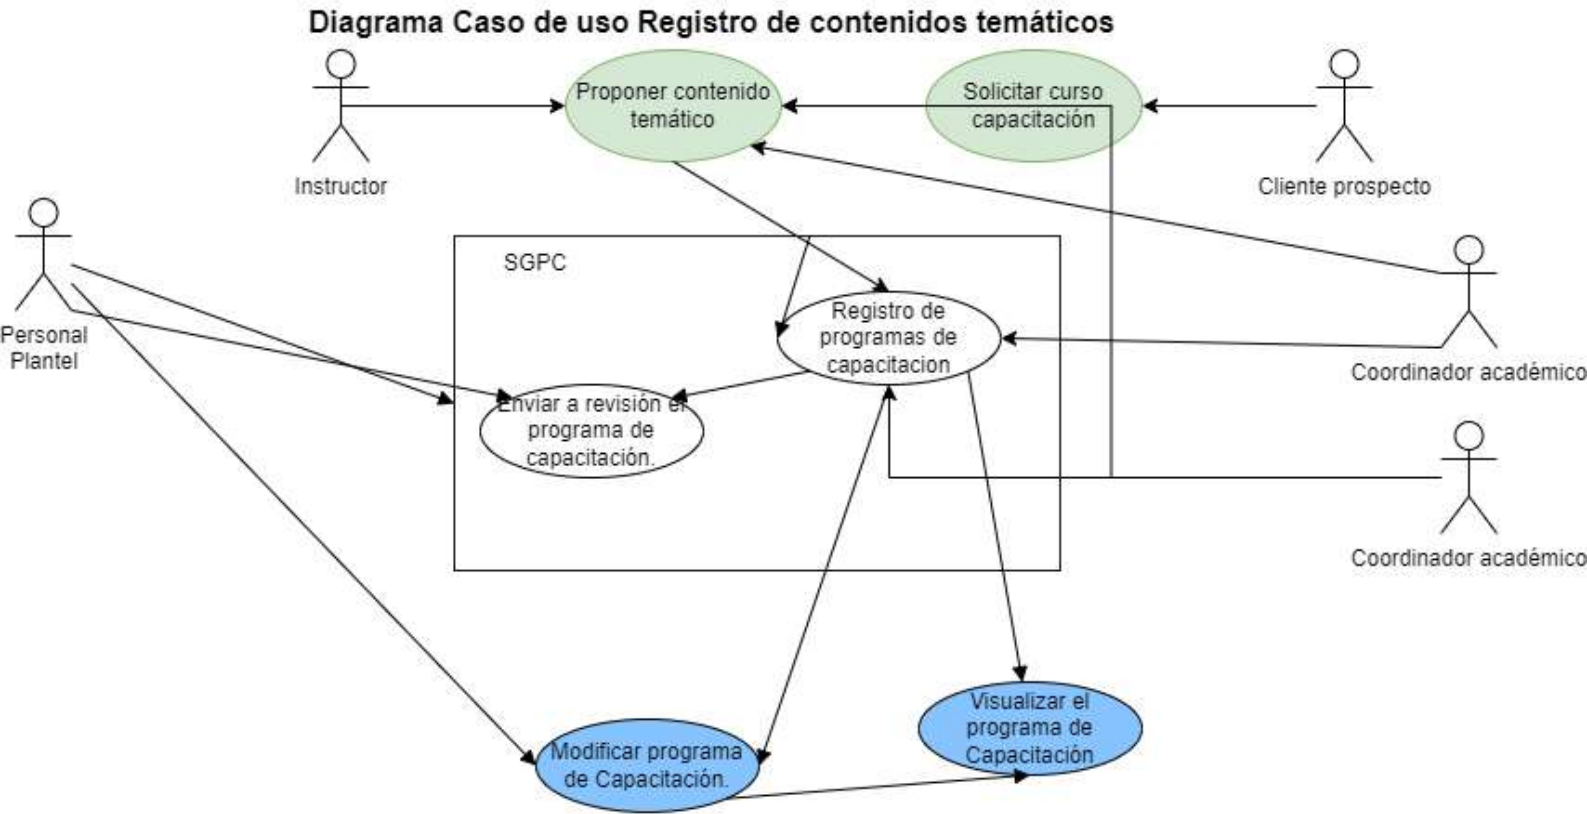 Diagrama Caso de uso Registro de contenidos temáticos
Proponer contenido
temático
Solicitar curso
capacitación
Instructor
Cliente prospecto
SGPC
Personal
Plantel
Registro de
programas de
capacitacion
Coordinador académico
Enviar a revisión el
programa de
capacitación.
Coordinador académico
Visualizar el
programa de
Capacitación
Modificar programa
de Capacitación.